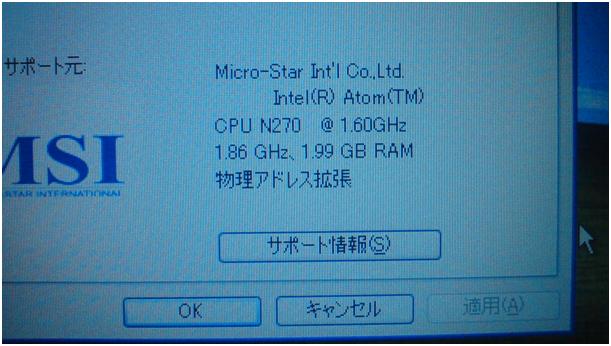 サポート元:
Micro-Star Int'l Co.,Ltd.
Intel(R) Atom(TM)
CPU N270 @ 1.60GHz
1.86 GHz、1.99 GB RAM
物理アドレス拡張
MSI
STAR INTERNATIONAL
サポート情報(S)
OK
キャンセル
適用(A)